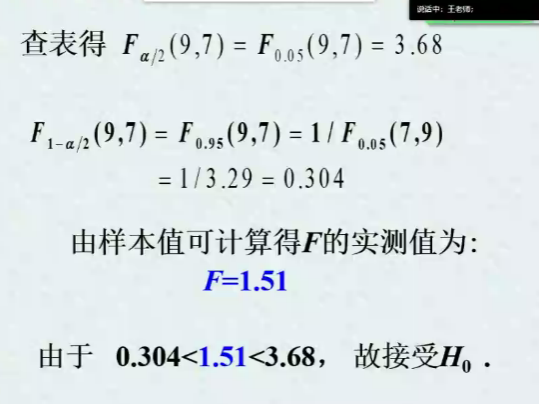 说话中: 王老师;
查表得 F_{α/2}(9,7) = F_{0.05}(9,7) = 3.68
F_{1-α/2}(9,7) = F_{0.95}(9,7) = 1/F_{0.05}(7,9)
= 1/3.29 = 0.304
由样本值可计算得F的实测值为:
F=1.51
由于 0.304<1.51<3.68, 故接受H₀ .